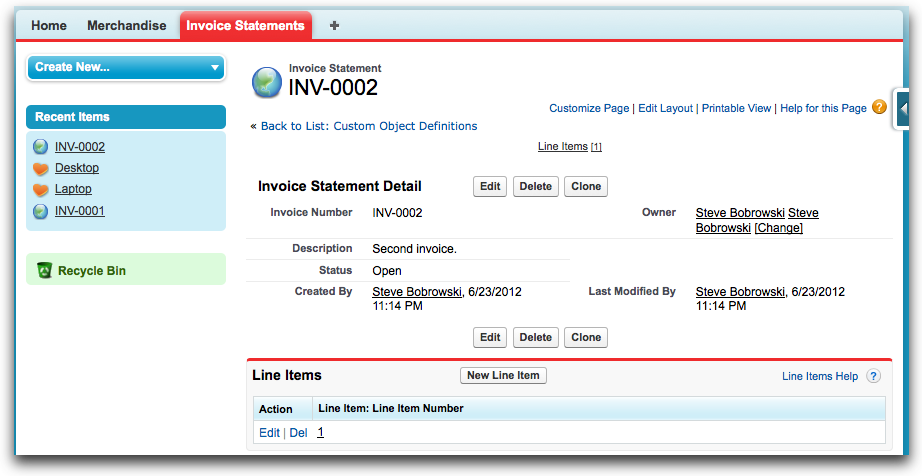 Home Merchandise Invoice Statements +
Create New...
Recent Items
INV-0002
Desktop
Laptop
INV-0001
Recycle Bin
Invoice Statement
INV-0002
Customize Page | Edit Layout | Printable View | Help for this Page ?
« Back to List: Custom Object Definitions
Line Items [1]
Invoice Statement Detail Edit Delete Clone
Invoice Number INV-0002 Owner Steve Bobrowski Steve
Bobrowski [Change]
Description Second invoice.
Status Open
Created By Steve Bobrowski, 6/23/2012 Last Modified By Steve Bobrowski, 6/23/2012
11:14 PM 11:14 PM
Edit Delete Clone
Line Items New Line Item Line Items Help ?
Action Line Item: Line Item Number
Edit | Del 1